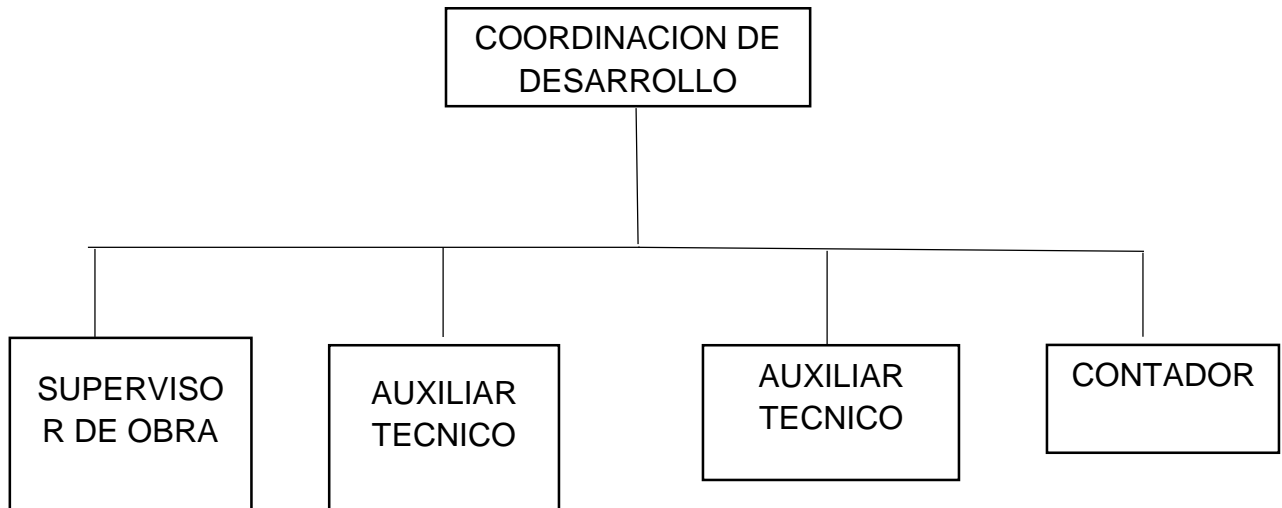 COORDINACION DE
DESARROLLO
SUPERVISO
R DE OBRA
AUXILIAR
TECNICO
AUXILIAR
TECNICO
CONTADOR